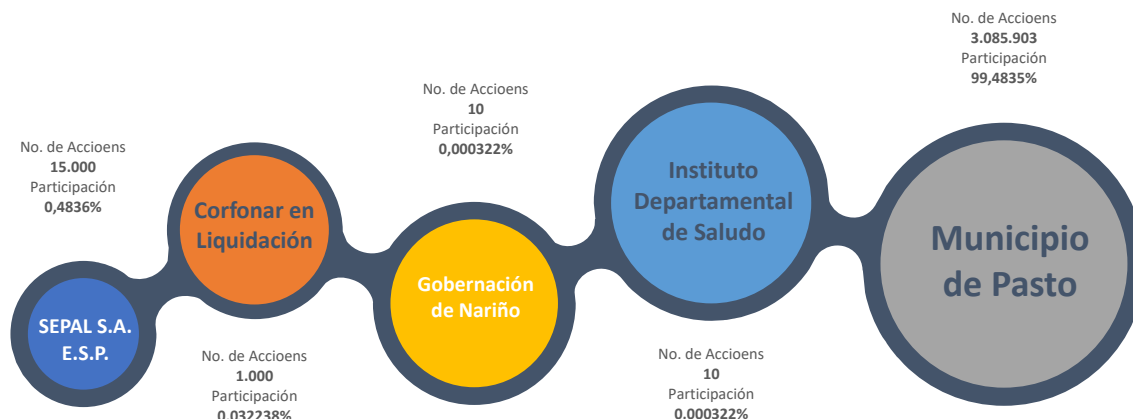 No. de Accioens
15.000
Participación
0,4836%
SEPAL S.A.
E.S.P.
Corfonar en
Liquidación
No. de Accioens
1.000
Participación
0,032238%
No. de Accioens
10
Participación
0,000322%
Gobernación
de Nariño
Instituto
Departamental
de Saludo
No. de Accioens
10
Participación
0,000322%
No. de Accioens
3.085.903
Participación
99,4835%
Municipio
de Pasto